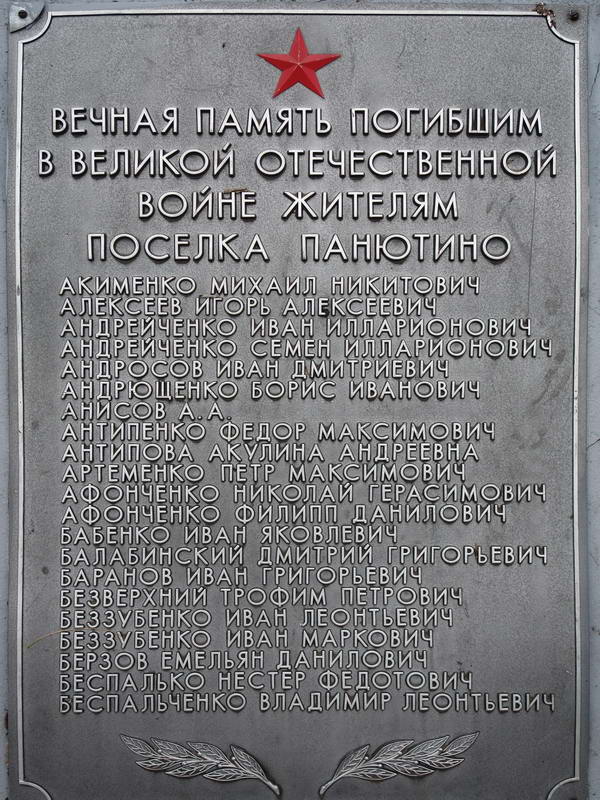 ВЕЧНАЯ ПАМЯТЬ ПОГИБШИМ
В ВЕЛИКОЙ ОТЕЧЕСТВЕННОЙ
ВОЙНЕ ЖИТЕЛЯМ
ПОСЕЛКА ПАНЮТИНО
АКИМЕНКО МИХАИЛ НИКИТОВИЧ
АЛЕКСЕЕВ ИГОРЬ АЛЕКСЕЕВИЧ
АНДРЕЙЧЕНКО ИВАН ИЛЛАРИОНОВИЧ
АНДРЕЙЧЕНКО СЕМЕН ИЛЛАРИОНОВИЧ
АНДРОСОВ ИВАН ДМИТРИЕВИЧ
АНДРЮЩЕНКО БОРИС ИВАНОВИЧ
АНИСОВ А.А.
АНТИПЕНКО ФЕДОР МАКСИМОВИЧ
АНТИПОВА АКУЛИНА АНДРЕЕВНА
АРТЕМЕНКО ПЕТР МАКСИМОВИЧ
АФОНЧЕНКО НИКОЛАЙ ГЕРАСИМОВИЧ
АФОНЧЕНКО ФИЛИПП ДАНИЛОВИЧ
БАБЕНКО ИВАН ЯКОВЛЕВИЧ
БАЛАБИНСКИЙ ДМИТРИЙ ГРИГОРЬЕВИЧ
БАРАНОВ ИВАН ГРИГОРЬЕВИЧ
БЕЗВЕРХНИЙ ТРОФИМ ПЕТРОВИЧ
БЕЗЗУБЕНКО ИВАН ЛЕОНТЬЕВИЧ
БЕЗЗУБЕНКО ИВАН МАРКОВИЧ
БЕРЗОВ ЕМЕЛЬЯН ДАНИЛОВИЧ
БЕСПАЛЬКО НЕСТЕР ФЕДОТОВИЧ
БЕСПАЛЬЧЕНКО ВЛАДИМИР ЛЕОНТЬЕВИЧ